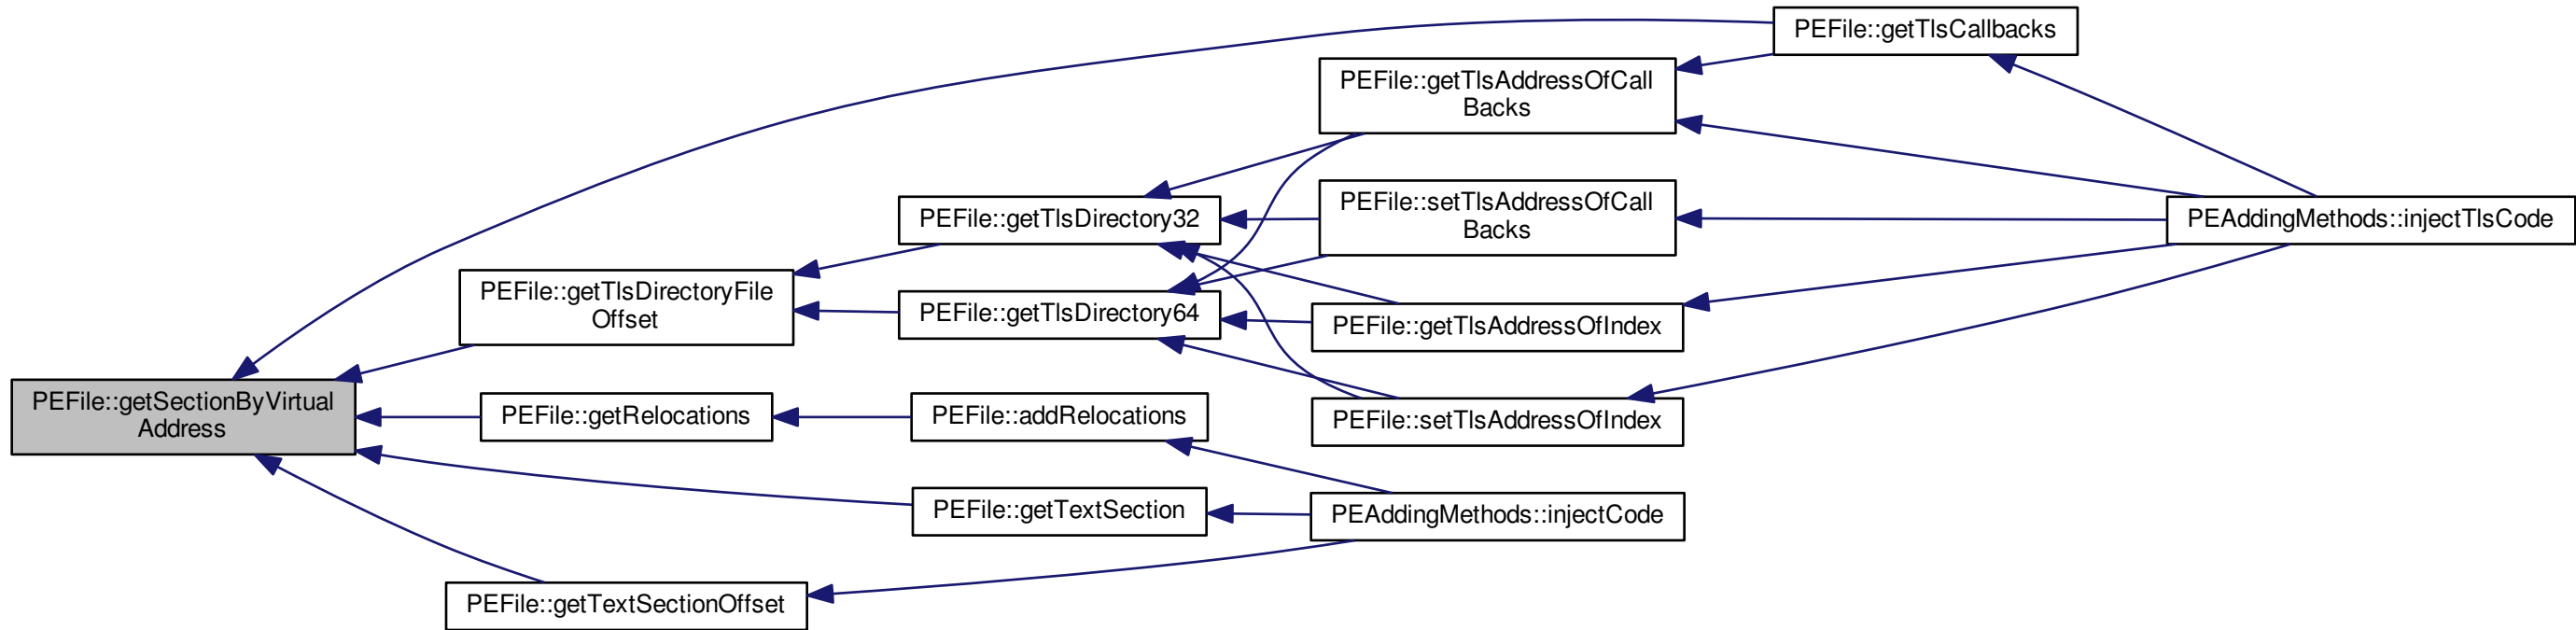 PEFile::getTlsCallbacks
PEFile::getTlsAddressOfCall
Backs
PEFile::getTlsDirectory32
PEFile::setTlsAddressOfCall
Backs
PEAddingMethods::injectTlsCode
PEFile::getTlsDirectoryFile
Offset
PEFile::getTlsDirectory64
PEFile::getTlsAddressOfIndex
PEFile::getSectionByVirtual
Address
PEFile::getRelocations
PEFile::addRelocations
PEFile::setTlsAddressOfIndex
PEFile::getTextSection
PEAddingMethods::injectCode
PEFile::getTextSectionOffset